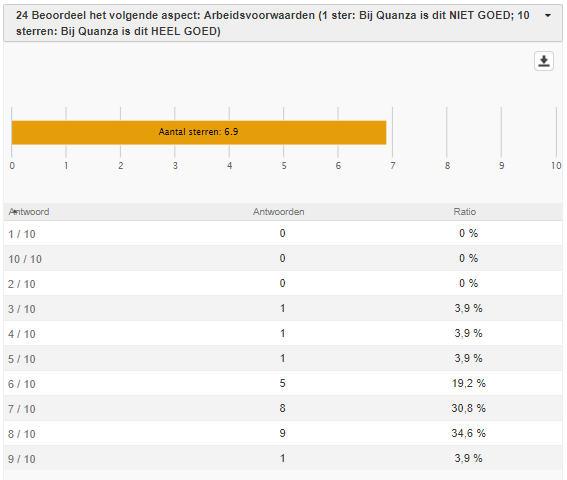 24 Beoordeel het volgende aspect: Arbeidsvoorwaarden (1 ster: Bij Quanza is dit NIET GOED; 10
sterren: Bij Quanza is dit HEEL GOED)
Aantal sterren: 6.9
0 1 2 3 4 5 6 7 8 9 10
Antwoord Antwoorden Ratio
1 / 10 0 0 %
10 / 10 0 0 %
2 / 10 0 0 %
3 / 10 1 3,9 %
4 / 10 1 3,9 %
5 / 10 1 3,9 %
6 / 10 5 19,2 %
7 / 10 8 30,8 %
8 / 10 9 34,6 %
9 / 10 1 3,9 %